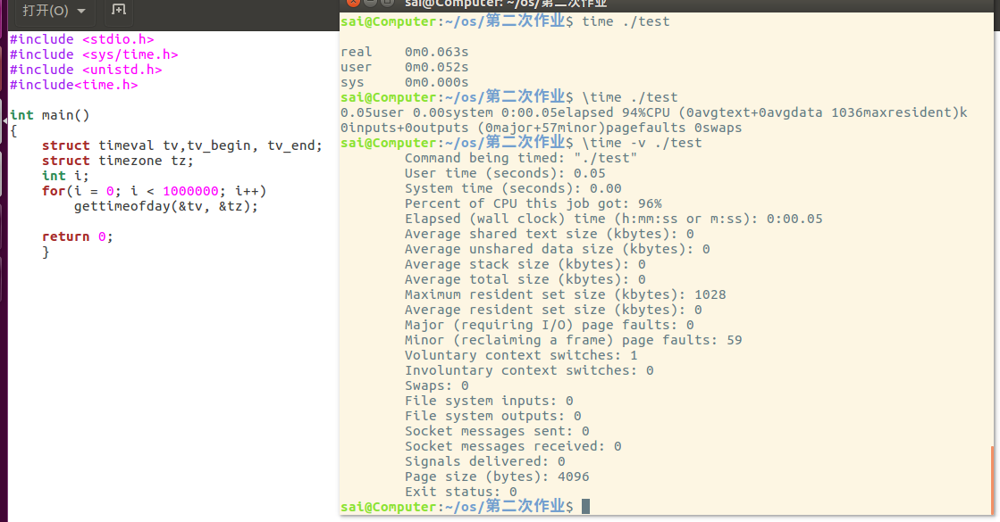 打开(O)
#include <stdio.h>
#include <sys/time.h>
#include <unistd.h>
#include<time.h>
int main()
{
    struct timeval tv,tv_begin, tv_end;
    struct timezone tz;
    int i;
    for(i = 0; i < 1000000; i++)
        gettimeofday(&tv, &tz);
    return 0;
    }
sai@Computer: ~/os/第二次作业
sai@Computer:~/os/第二次作业$ time ./test
real    0m0.063s
user    0m0.052s
sys     0m0.000s
sai@Computer:~/os/第二次作业$ \time ./test
0.05user 0.00system 0:00.05elapsed 94%CPU (0avgtext+0avgdata 1036maxresident)k
0inputs+0outputs (0major+57minor)pagefaults 0swaps
sai@Computer:~/os/第二次作业$ \time -v ./test
        Command being timed: "./test"
        User time (seconds): 0.05
        System time (seconds): 0.00
        Percent of CPU this job got: 96%
        Elapsed (wall clock) time (h:mm:ss or m:ss): 0:00.05
        Average shared text size (kbytes): 0
        Average unshared data size (kbytes): 0
        Average stack size (kbytes): 0
        Average total size (kbytes): 0
        Maximum resident set size (kbytes): 1028
        Average resident set size (kbytes): 0
        Major (requiring I/O) page faults: 0
        Minor (reclaiming a frame) page faults: 59
        Voluntary context switches: 1
        Involuntary context switches: 0
        Swaps: 0
        File system inputs: 0
        File system outputs: 0
        Socket messages sent: 0
        Socket messages received: 0
        Signals delivered: 0
        Page size (bytes): 4096
        Exit status: 0
sai@Computer:~/os/第二次作业$